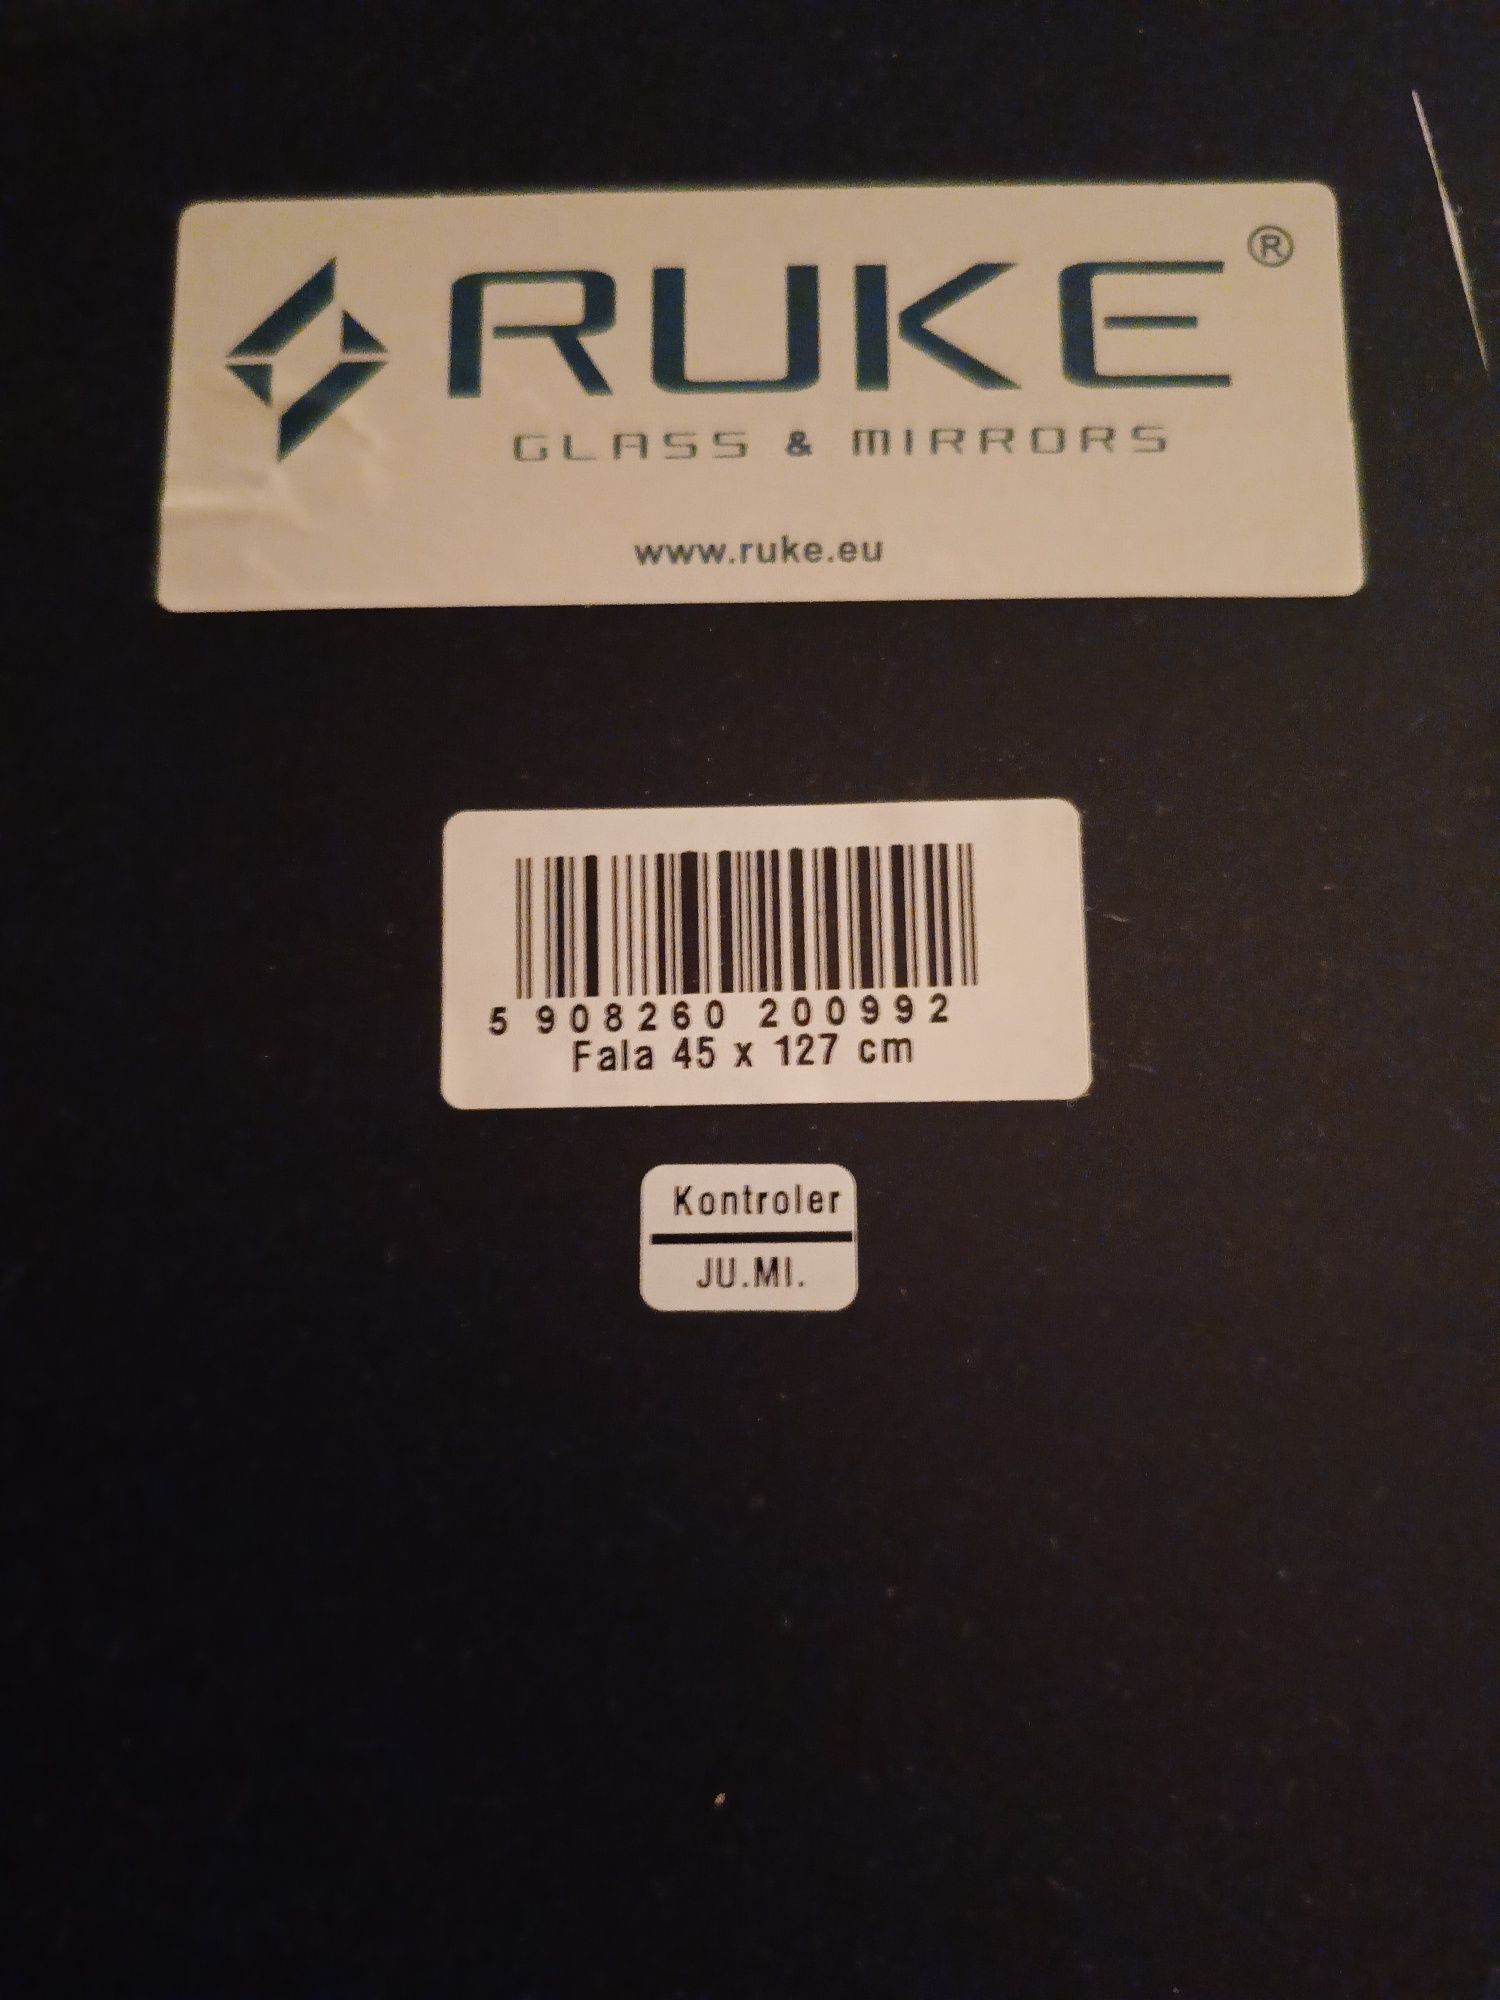 RUKE ®
GLASS & MIRRORS
www.ruke.eu
5 908260 200992
Fala 45 x 127 cm
Kontroler
JU.MI.